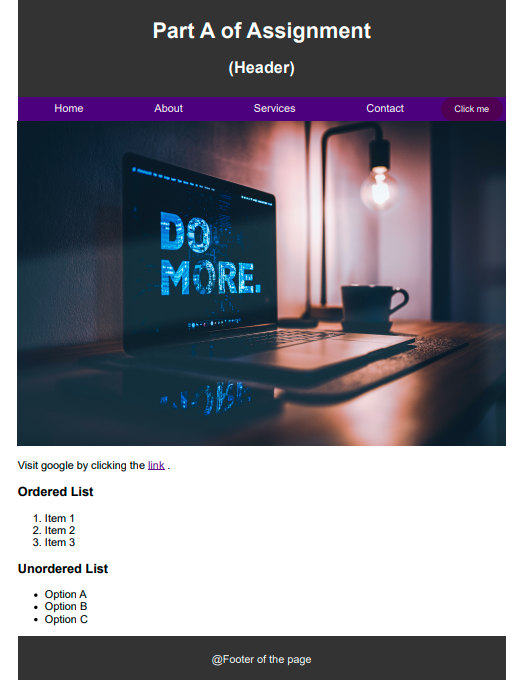 Part A of Assignment
(Header)
Home About Services Contact Click me
DO
MORE.
Visit google by clicking the link .
Ordered List
1. Item 1
2. Item 2
3. Item 3
Unordered List
• Option A
• Option B
• Option C
@Footer of the page